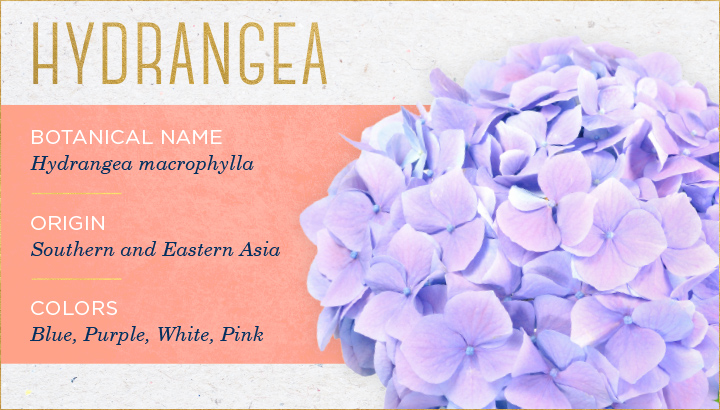 HYDRANGEA
BOTANICAL NAME
Hydrangea macrophylla
ORIGIN
Southern and Eastern Asia
COLORS
Blue, Purple, White, Pink